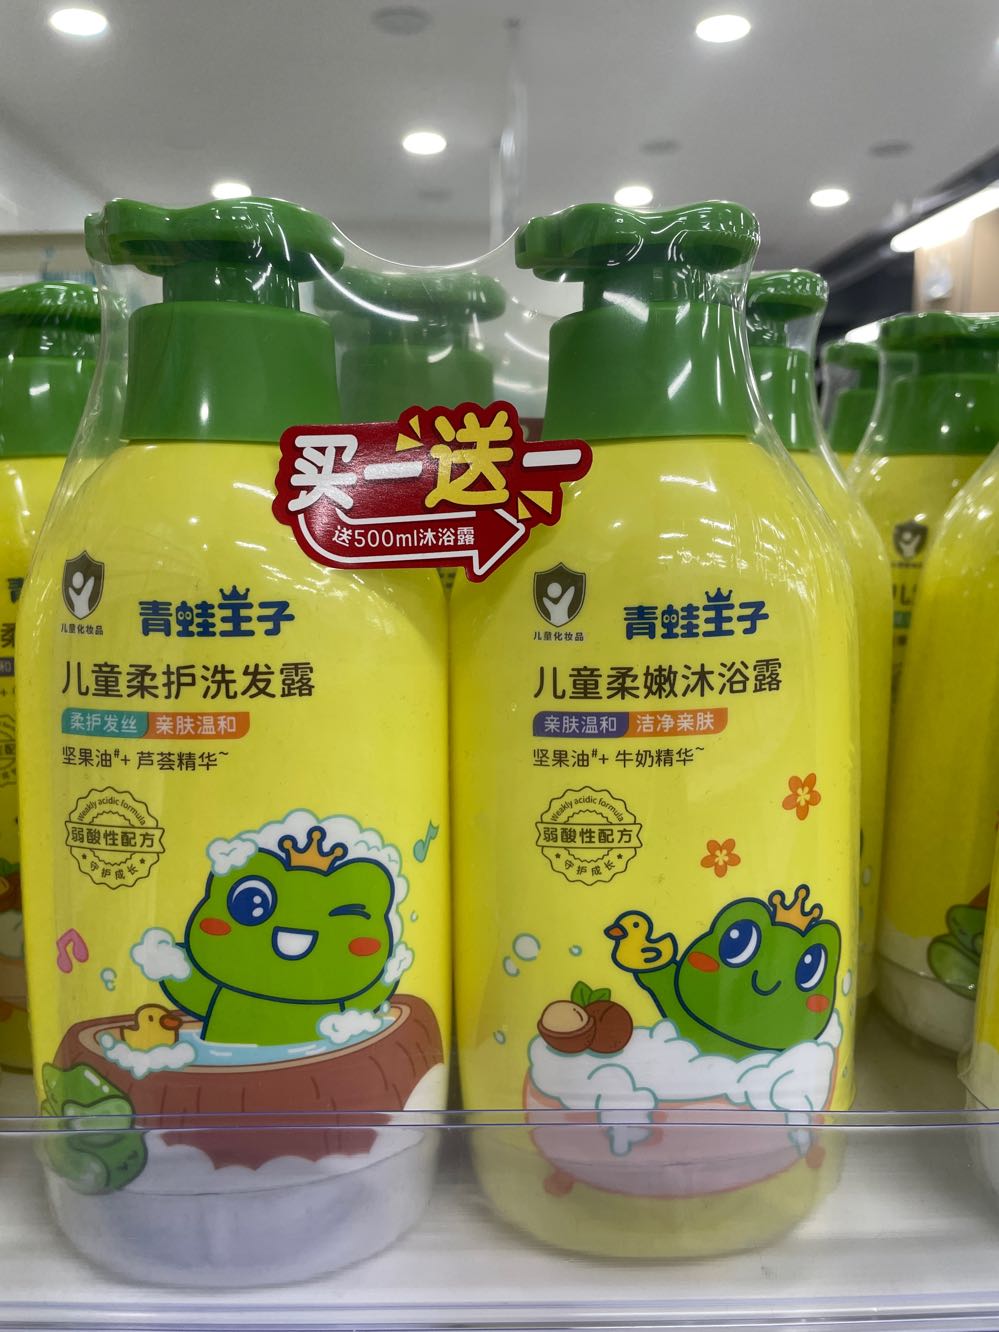 买一送一
送500ml沐浴露
儿童化妆品
青蛙王子
儿童柔护洗发露
柔护发丝 亲肤温和
坚果油#+ 芦荟精华~
Weakly acidic formula
弱酸性配方
守护成长
儿童化妆品
青蛙王子
儿童柔嫩沐浴露
亲肤温和 洁净亲肤
坚果油#+ 牛奶精华~
Weakly acidic formula
弱酸性配方
守护成长